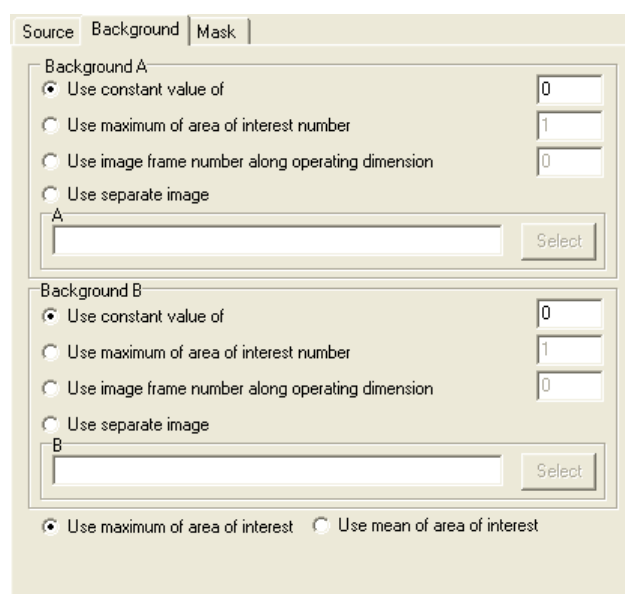 Source Background Mask
Background A
Use constant value of 0
Use maximum of area of interest number 1
Use image frame number along operating dimension 0
Use separate image
A
Select
Background B
Use constant value of 0
Use maximum of area of interest number 1
Use image frame number along operating dimension 0
Use separate image
B
Select
Use maximum of area of interest Use mean of area of interest